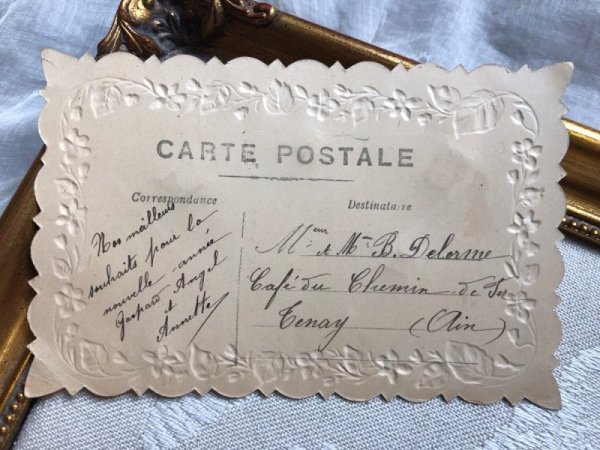 CARTE POSTALE
Correspondance
Destinataire
Nos meilleurs
souhaits pour la
nouvelle année
Gaspard Angel
et
Annette
Mr eur et Mme B. Delorme
Café du Chemin de Fer
Tenay (Ain)